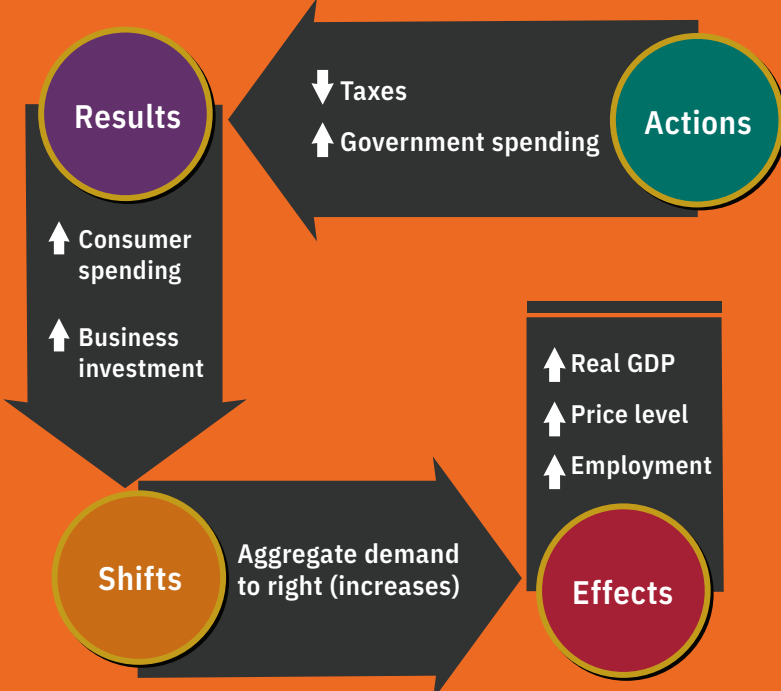 Actions
Taxes
Government spending
Results
Consumer
spending
Business
investment
Shifts
Aggregate demand
to right (increases)
Effects
Real GDP
Price level
Employment